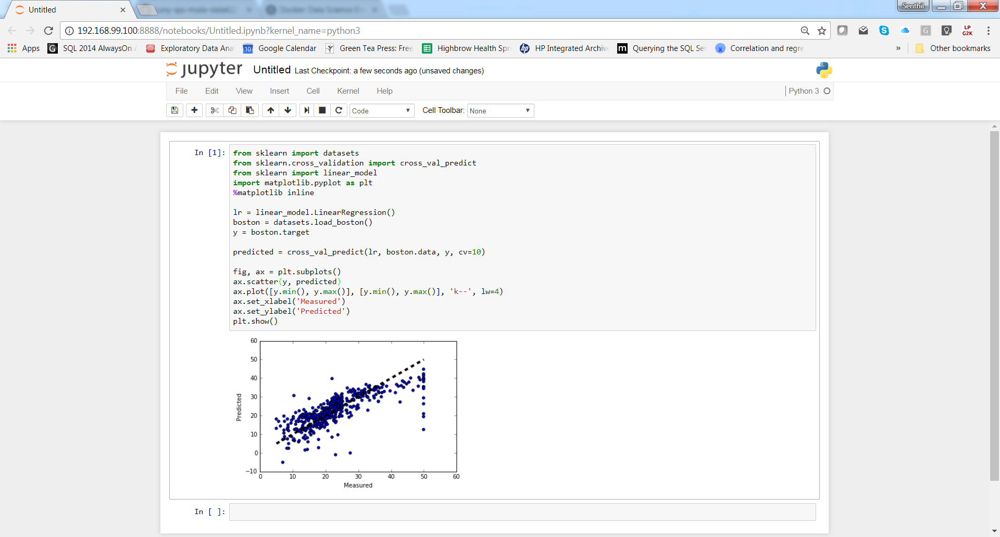 Untitled
Senthil
192.168.99.100:8888/notebooks/Untitled.ipynb?kernel_name=python3
LP
G2K
Apps
SQL 2014 AlwaysOn
Exploratory Data Ana
10
Google Calendar
Green Tea Press: Free
Highbrow Health Spri
hp
HP Integrated Archive
m
Querying the SQL Ser
Correlation and regre
»
Other bookmarks
jupyter
Untitled
Last Checkpoint: a few seconds ago (unsaved changes)
File
Edit
View
Insert
Cell
Kernel
Help
Python 3
Code
Cell Toolbar:
None
In [1]:
from sklearn import datasets
from sklearn.cross_validation import cross_val_predict
from sklearn import linear_model
import matplotlib.pyplot as plt
%matplotlib inline
lr = linear_model.LinearRegression()
boston = datasets.load_boston()
y = boston.target
predicted = cross_val_predict(lr, boston.data, y, cv=10)
fig, ax = plt.subplots()
ax.scatter(y, predicted)
ax.plot([y.min(), y.max()], [y.min(), y.max()], 'k--', lw=4)
ax.set_xlabel('Measured')
ax.set_ylabel('Predicted')
plt.show()
60
50
40
30
20
10
0
−10
Predicted
0
10
20
30
40
50
60
Measured
In [ ]: